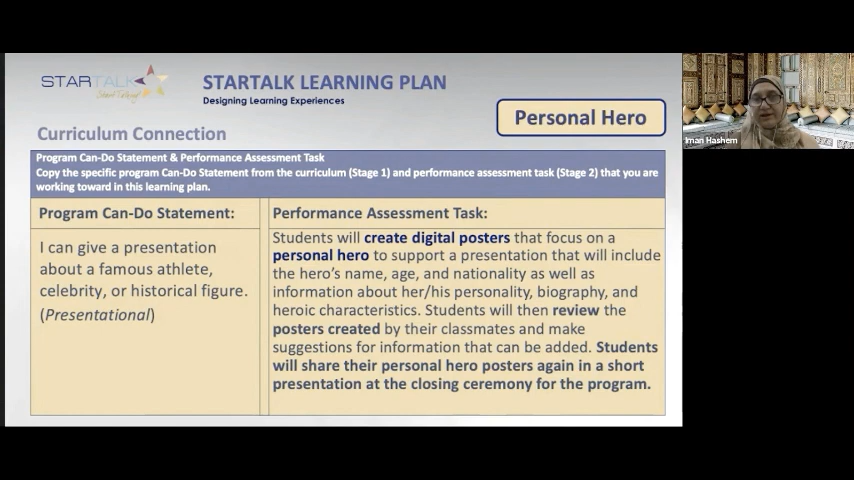 STARTALK
Start Talking!
STARTALK LEARNING PLAN
Designing Learning Experiences
Personal Hero
Iman Hashem
Curriculum Connection
Program Can-Do Statement & Performance Assessment Task
Copy the specific program Can-Do Statement from the curriculum (Stage 1) and performance assessment task (Stage 2) that you are
working toward in this learning plan.
Program Can-Do Statement:
I can give a presentation
about a famous athlete,
celebrity, or historical figure.
(Presentational)
Performance Assessment Task:
Students will create digital posters that focus on a
personal hero to support a presentation that will include
the hero's name, age, and nationality as well as
information about her/his personality, biography, and
heroic characteristics. Students will then review the
posters created by their classmates and make
suggestions for information that can be added. Students
will share their personal hero posters again in a short
presentation at the closing ceremony for the program.